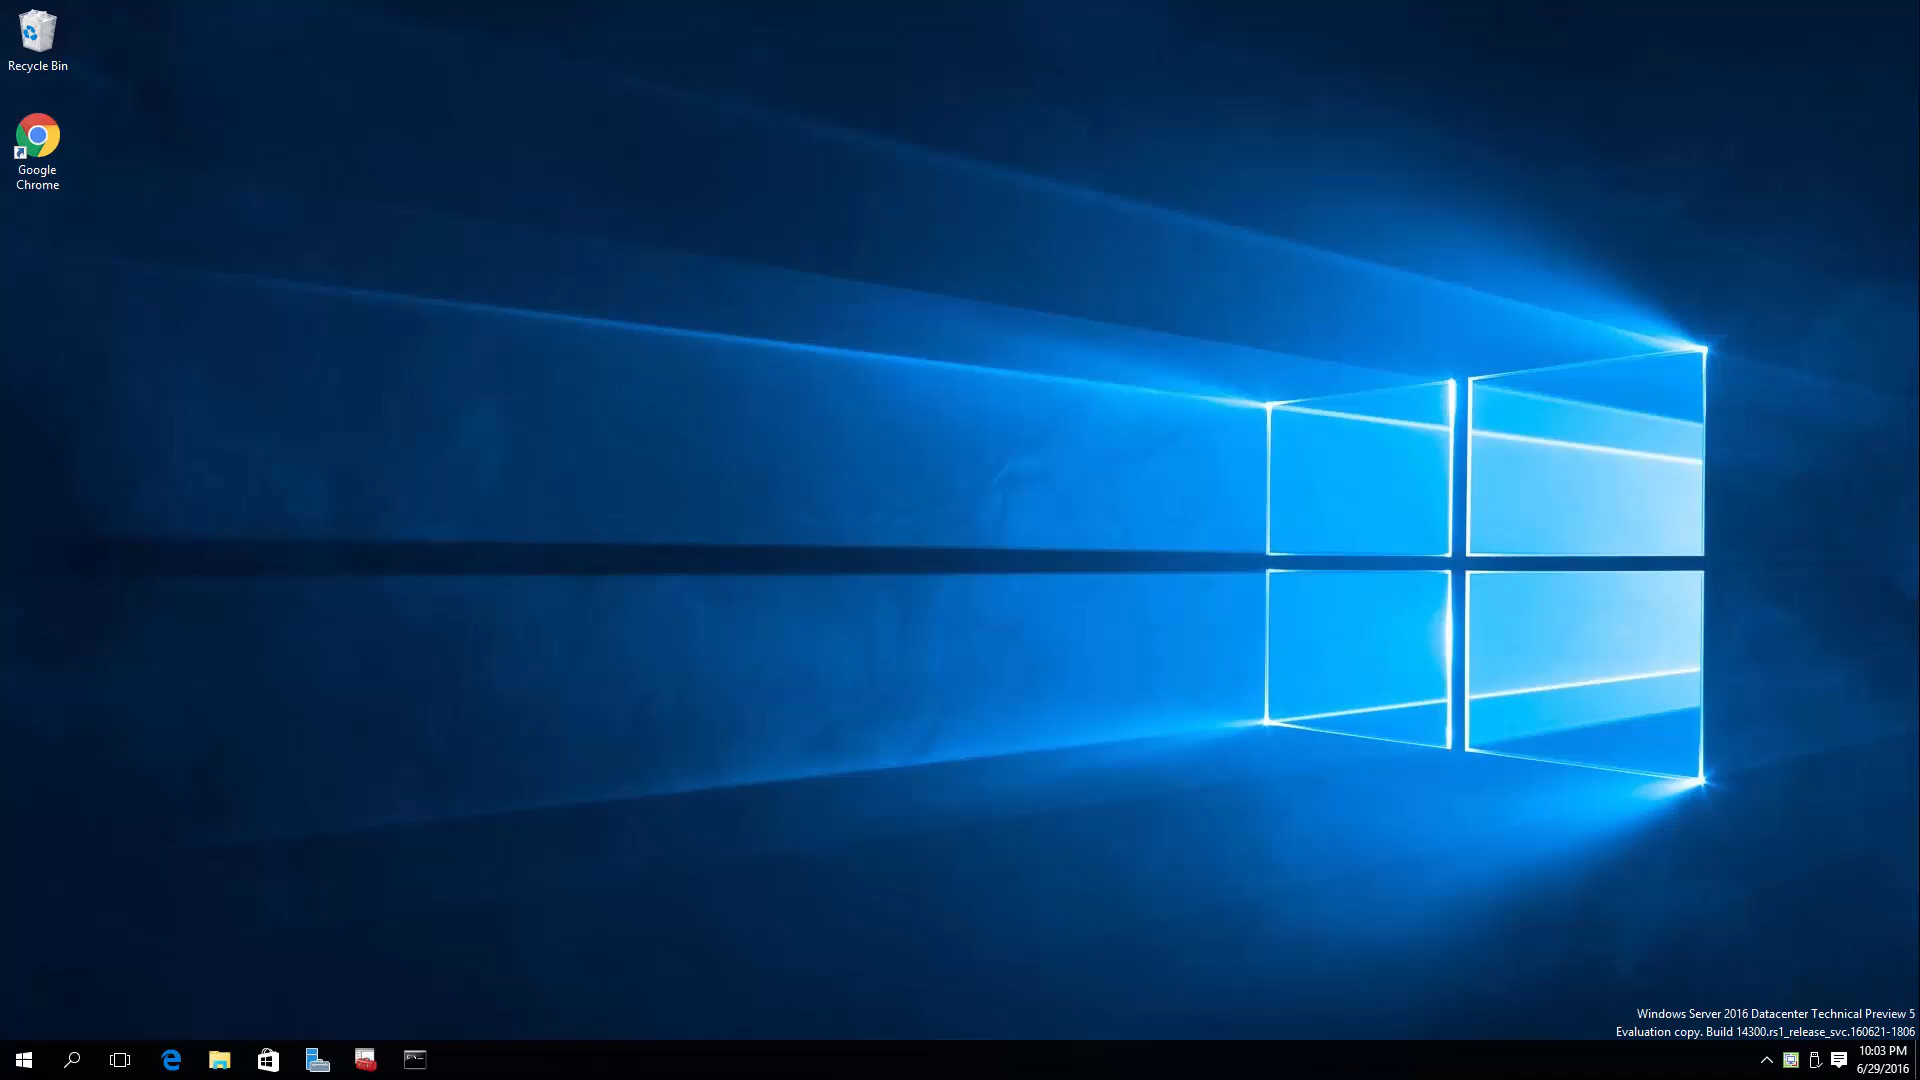 Recycle Bin
Google
Chrome
Windows Server 2016 Datacenter Technical Preview 5
Evaluation copy. Build 14300.rs1_release_svc.160621-1806
10:03 PM
6/29/2016